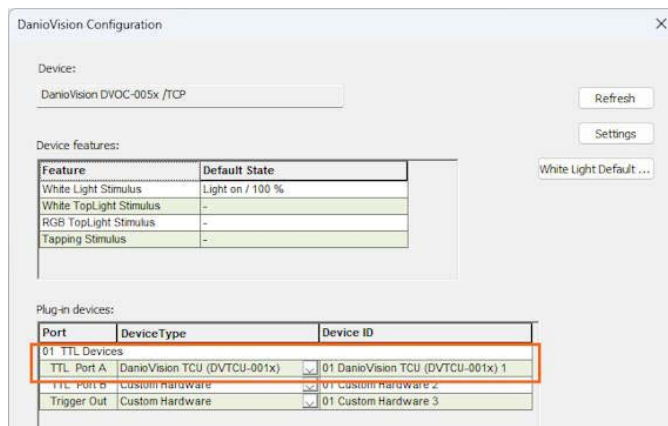 DanioVision Configuration
Device:
DanioVision DVOC-005x /TCP
Refresh
Settings
Device features:
White Light Default ...
Feature Default State
White Light Stimulus Light on / 100 %
White TopLight Stimulus -
RGB TopLight Stimulus -
Tapping Stimulus -
Plug-in devices:
Port DeviceType Device ID
01 TTL Devices
TTL Port A DanioVision TCU (DVTCU-001x) 01 DanioVision TCU (DVTCU-001x) 1
TTL Port B Custom Hardware 01 Custom Hardware 2
Trigger Out Custom Hardware 01 Custom Hardware 3